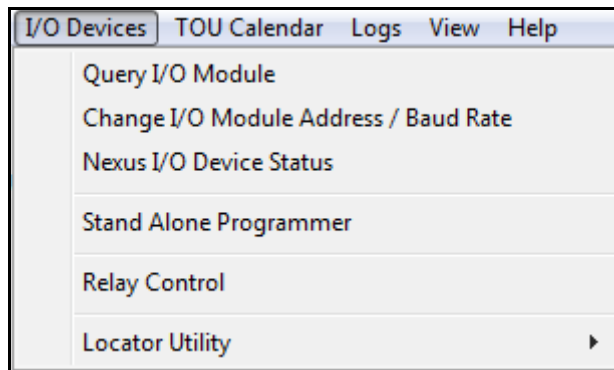 I/O Devices TOU Calendar Logs View Help
Query I/O Module
Change I/O Module Address / Baud Rate
Nexus I/O Device Status
Stand Alone Programmer
Relay Control
Locator Utility